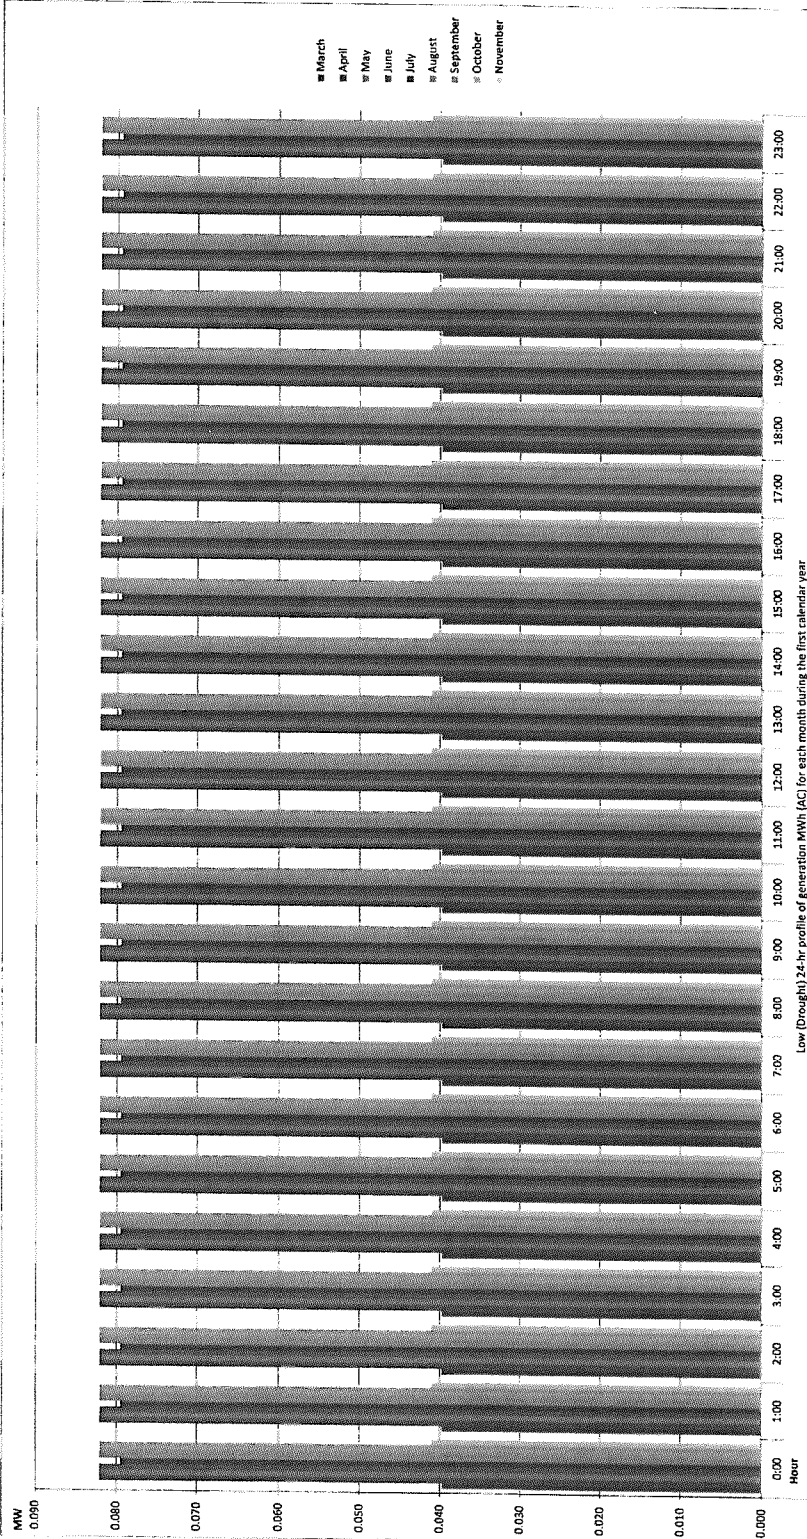 MW
0.090
0.080
0.070
0.060
0.050
0.040
0.030
0.020
0.010
0.000
0:00 1:00 2:00 3:00 4:00 5:00 6:00 7:00 8:00 9:00 10:00 11:00 12:00 13:00 14:00 15:00 16:00 17:00 18:00 19:00 20:00 21:00 22:00 23:00
Hour
Low (Drought) 24-hr profile of generation MWh (AC) for each month during the first calendar year
March
April
May
June
July
August
September
October
November